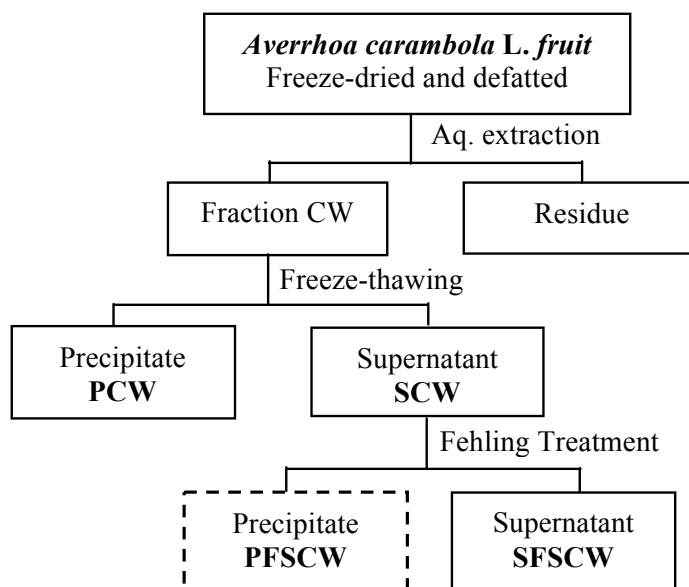 Averrhoa carambola L. fruit
Freeze-dried and defatted
Aq. extraction
Fraction CW
Residue
Freeze-thawing
Precipitate
PCW
Supernatant
SCW
Fehling Treatment
Precipitate
PFSCW
Supernatant
SFSCW